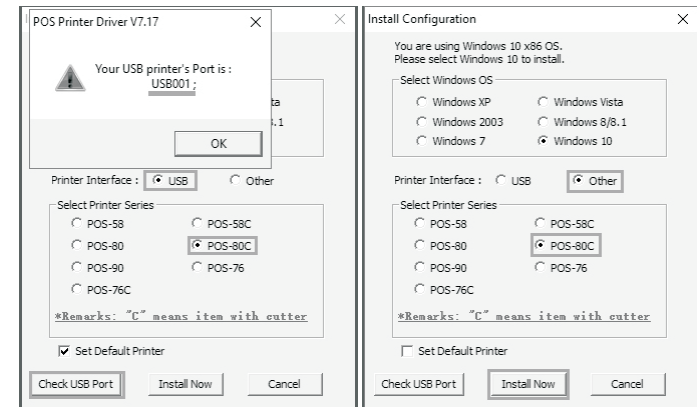 POS Printer Driver V7.17
Your USB printer's Port is :
USB001 ;
OK
ta
.1
Printer Interface : USB Other
Select Printer Series
POS-58 POS-58C
POS-80 POS-80C
POS-90 POS-76
POS-76C
*Remarks: "C" means item with cutter
Set Default Printer
Check USB Port Install Now Cancel
Install Configuration
You are using Windows 10 x86 OS.
Please select Windows 10 to install.
Select Windows OS
Windows XP Windows Vista
Windows 2003 Windows 8/8.1
Windows 7 Windows 10
Printer Interface : USB Other
Select Printer Series
POS-58 POS-58C
POS-80 POS-80C
POS-90 POS-76
POS-76C
*Remarks: "C" means item with cutter
Set Default Printer
Check USB Port Install Now Cancel